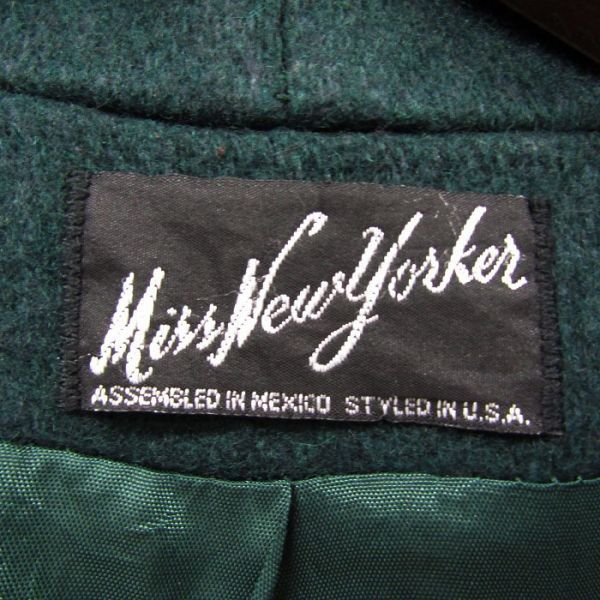 Miss New Yorker
ASSEMBLED IN MEXICO STYLED IN U.S.A.